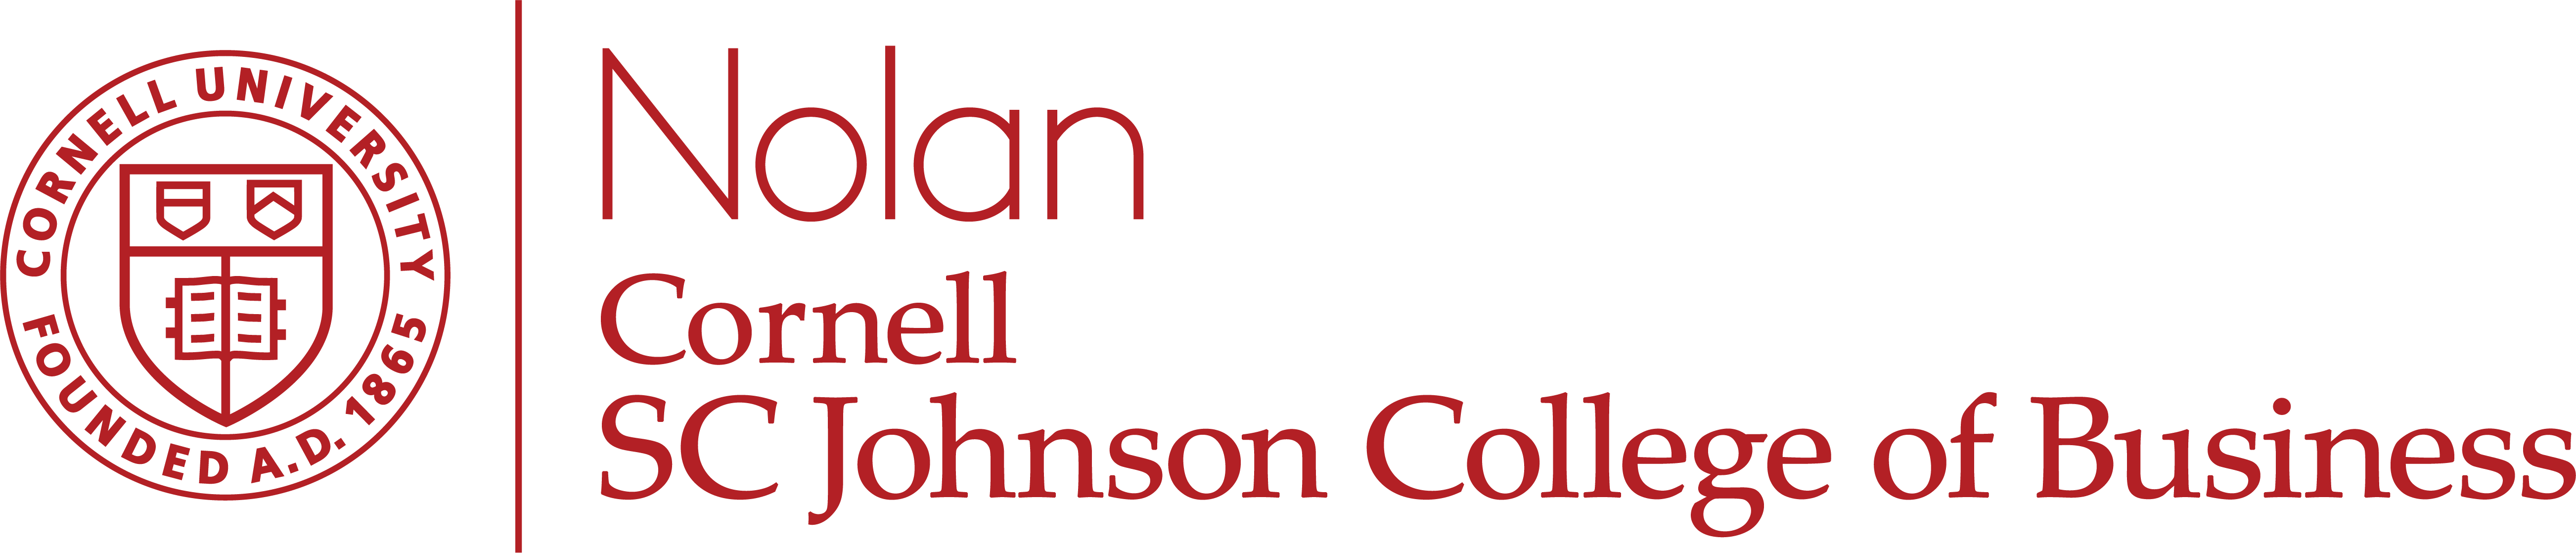 CORNELL UNIVERSITY
FOUNDED A.D. 1865
Nolan
Cornell
SC Johnson College of Business